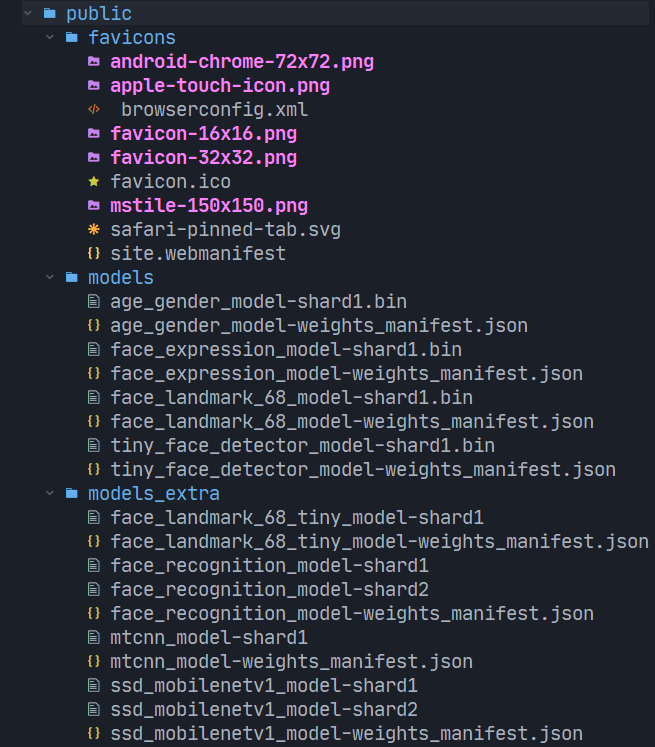 public
favicons
android-chrome-72x72.png
apple-touch-icon.png
browserconfig.xml
favicon-16x16.png
favicon-32x32.png
favicon.ico
mstile-150x150.png
safari-pinned-tab.svg
site.webmanifest
models
age_gender_model-shard1.bin
age_gender_model-weights_manifest.json
face_expression_model-shard1.bin
face_expression_model-weights_manifest.json
face_landmark_68_model-shard1.bin
face_landmark_68_model-weights_manifest.json
tiny_face_detector_model-shard1.bin
tiny_face_detector_model-weights_manifest.json
models_extra
face_landmark_68_tiny_model-shard1
face_landmark_68_tiny_model-weights_manifest.json
face_recognition_model-shard1
face_recognition_model-shard2
face_recognition_model-weights_manifest.json
mtcnn_model-shard1
mtcnn_model-weights_manifest.json
ssd_mobilenetv1_model-shard1
ssd_mobilenetv1_model-shard2
ssd_mobilenetv1_model-weights_manifest.json